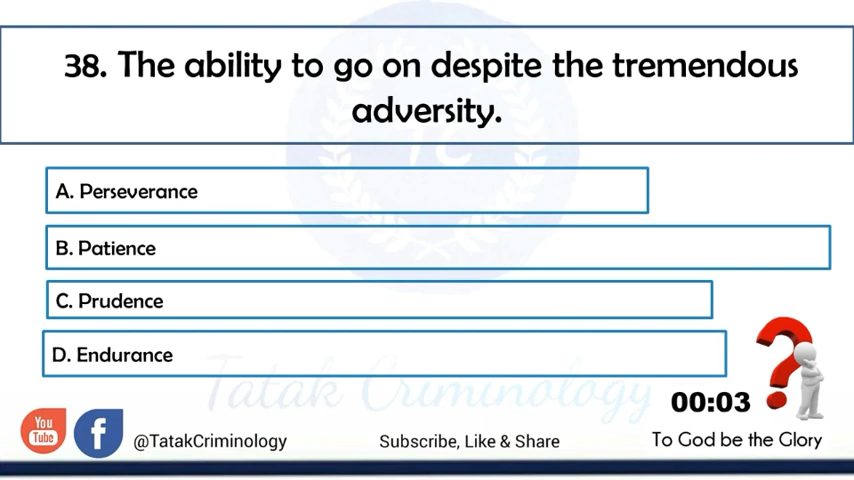 38. The ability to go on despite the tremendous
adversity.
TC
A. Perseverance
B. Patience
C. Prudence
D. Endurance
Tatak Criminology
00:03
You
Tube
f
@TatakCriminology
Subscribe, Like & Share
To God be the Glory